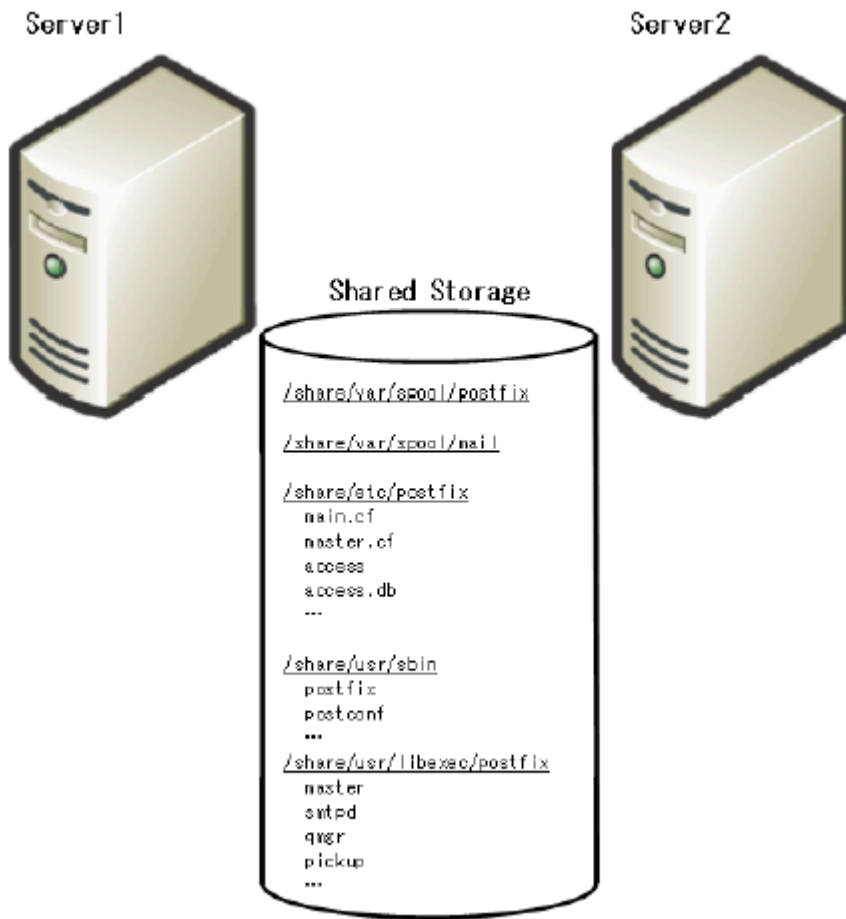 Server1
Server2
Shared Storage
/share/var/spool/postfix
/share/var/spool/mail
/share/etc/postfix
main.cf
master.cf
access
access.db
...
/share/usr/sbin
postfix
postconf
...
/share/usr/libexec/postfix
master
smtpd
qmgr
pickup
...